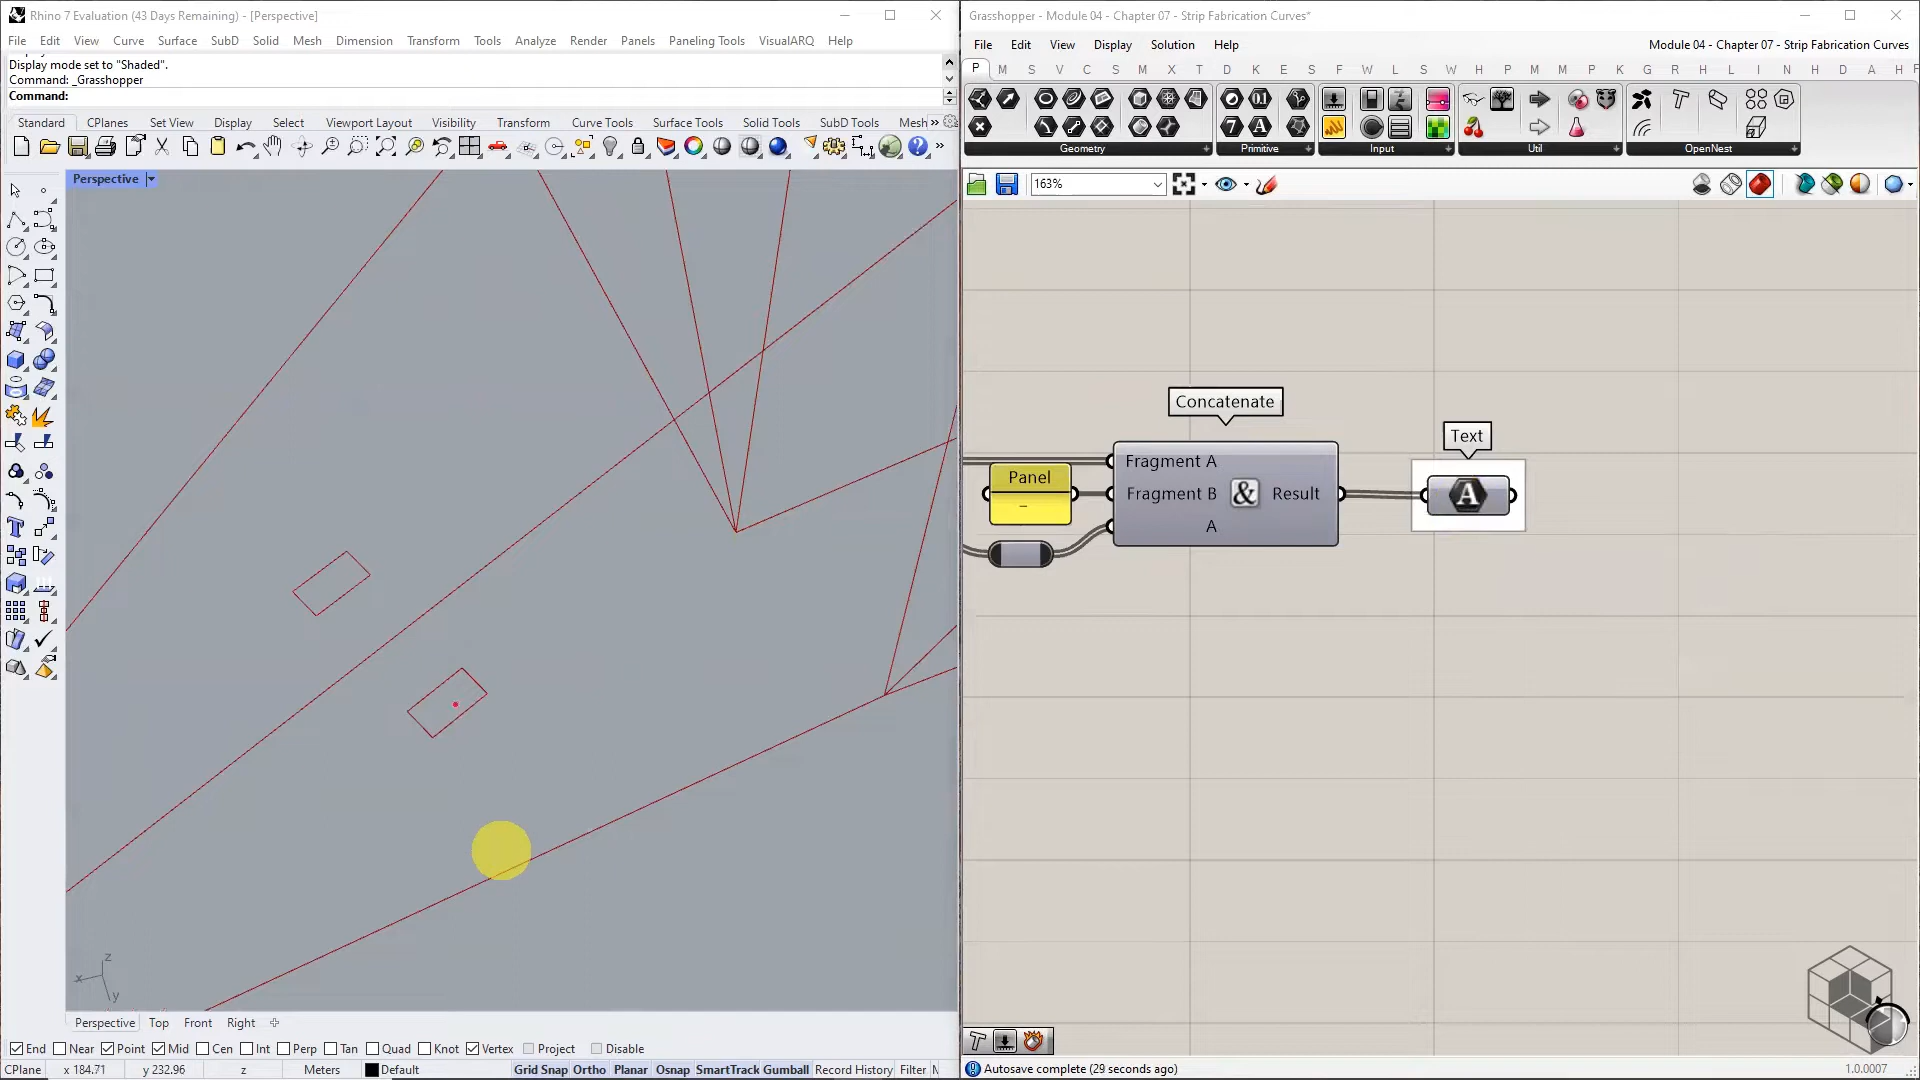 Rhino 7 Evaluation (43 Days Remaining) - [Perspective]
File Edit View Curve Surface SubD Solid Mesh Dimension Transform Tools Analyze Render Panels Paneling Tools VisualARQ Help
Display mode set to "Shaded".
Command: _Grasshopper
Command:
Standard CPlanes Set View Display Select Viewport Layout Visibility Transform Curve Tools Surface Tools Solid Tools SubD Tools Mesh »
Perspective
z
x
y
Perspective Top Front Right
End Near Point Mid Cen Int Perp Tan Quad Knot Vertex Project Disable
CPlane x 184.71 y 232.96 z Meters Default Grid Snap Ortho Planar Osnap SmartTrack Gumball Record History Filter
Grasshopper - Module 04 - Chapter 07 - Strip Fabrication Curves*
File Edit View Display Solution Help
Module 04 - Chapter 07 - Strip Fabrication Curves
P M S V C S M X T D K E S F W L S W H P M M P K G R H L I N H D A H F
Geometry Primitive Input Util OpenNest
163%
Concatenate
Text
Panel
–
Fragment A
Fragment B
A
&
Result
A
Autosave complete (29 seconds ago)
1.0.0007